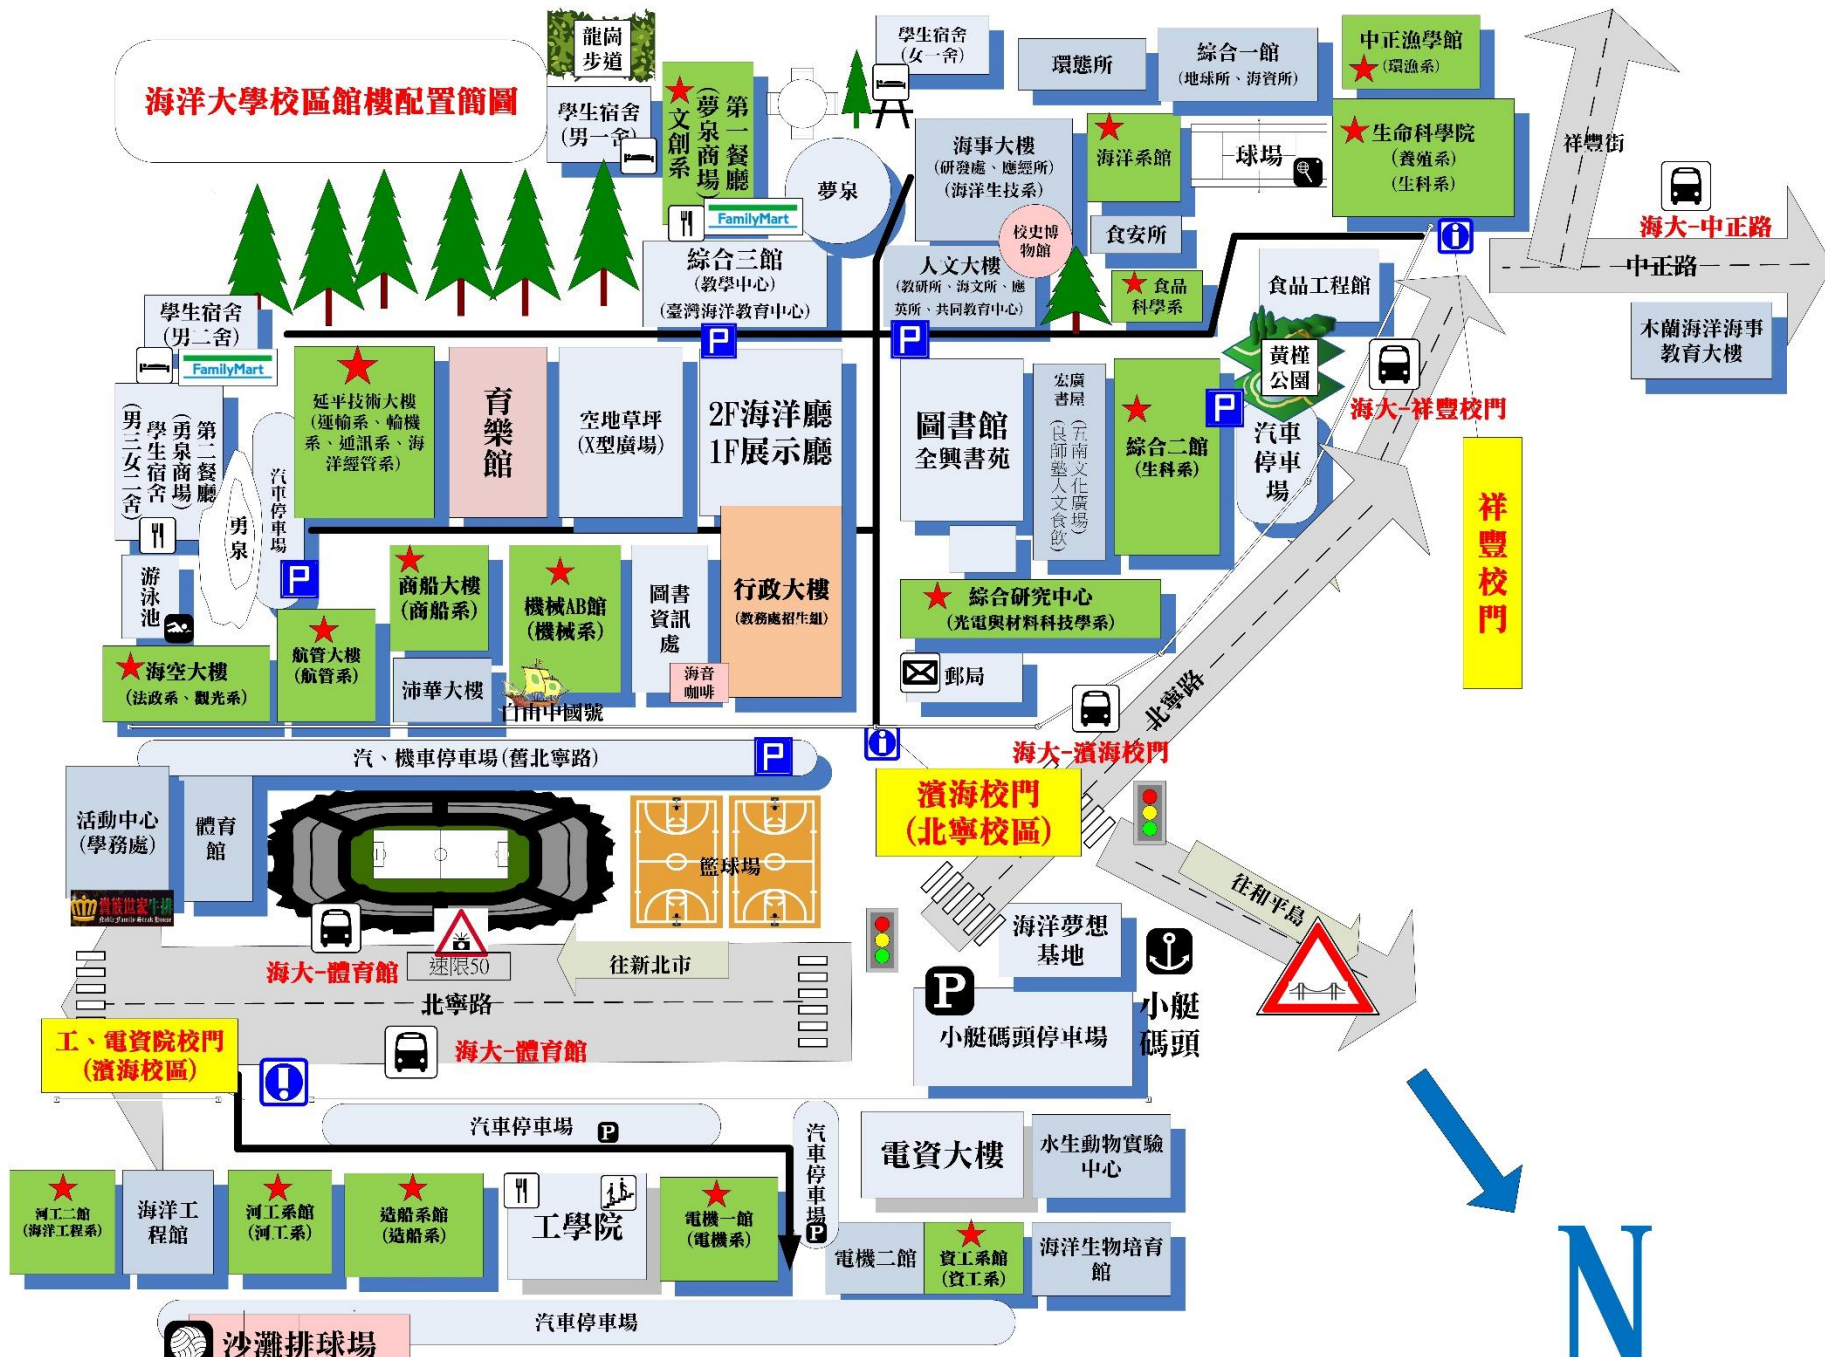 海洋大學校區館樓配置簡圖
龍崗
步道
學生宿舍
(男一舍)
第一餐廳
(夢泉商場)
文創系
FamilyMart
夢泉
學生宿舍
(女一舍)
環態所
綜合一館
(地球所、海資所)
中正漁學館
(環漁系)
海事大樓
(研發處、應經所)
(海洋生技系)
海洋系館
球場
生命科學院
(養殖系)
(生科系)
祥豐街
校史博
物館
食安所
海大-中正路
中正路
綜合三館
(教學中心)
(臺灣海洋教育中心)
P
人文大樓
(教研所、海文所、應
英所、共同教育中心)
P
食品
科學系
食品工程館
i
木蘭海洋海事
教育大樓
學生宿舍
(男二舍)
FamilyMart
第二餐廳
(勇泉商場)
學生宿舍
(男三女二舍)
勇泉
汽車停車場
P
延平技術大樓
(運輸系、輪機
系、通訊系、海
洋經管系)
育樂館
空地草坪
(X型廣場)
2F海洋廳
1F展示廳
圖書館
全興書苑
宏廣
書屋
(五南文化廣場)
(良師塾人文食飲)
綜合二館
(生科系)
P
黃槿
公園
汽車
停車
場
海大-祥豐校門
祥豐校門
游泳池
海空大樓
(法政系、觀光系)
航管大樓
(航管系)
商船大樓
(商船系)
沛華大樓
機械AB館
(機械系)
自由中國號
圖書
資訊
處
海音
咖啡
行政大樓
(教務處招生組)
綜合研究中心
(光電與材料科技學系)
郵局
北寧路
海大-濱海校門
i
汽、機車停車場(舊北寧路)
P
濱海校門
(北寧校區)
活動中心
(學務處)
貴族世家牛排
Noble Family Steak House
體育
館
籃球場
往和平島
海大-體育館
速限50
往新北市
北寧路
海大-體育館
海洋夢想
基地
P
小艇碼頭停車場
小艇
碼頭
工、電資院校門
(濱海校區)
汽車停車場
P
汽車停車場
P
電資大樓
水生動物實驗
中心
河工二館
(海洋工程系)
海洋工
程館
河工系館
(河工系)
造船系館
(造船系)
工學院
電機一館
(電機系)
電機二館
資工系館
(資工系)
海洋生物培育
館
汽車停車場
沙灘排球場
N